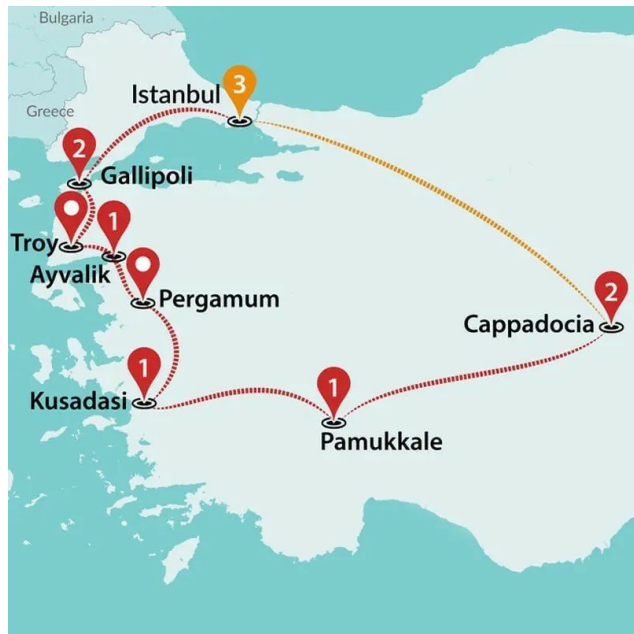 Bulgaria
Greece
Istanbul
3
2
Gallipoli
Troy
1
Ayvalik
Pergamum
2
Cappadocia
1
Kusadasi
1
Pamukkale